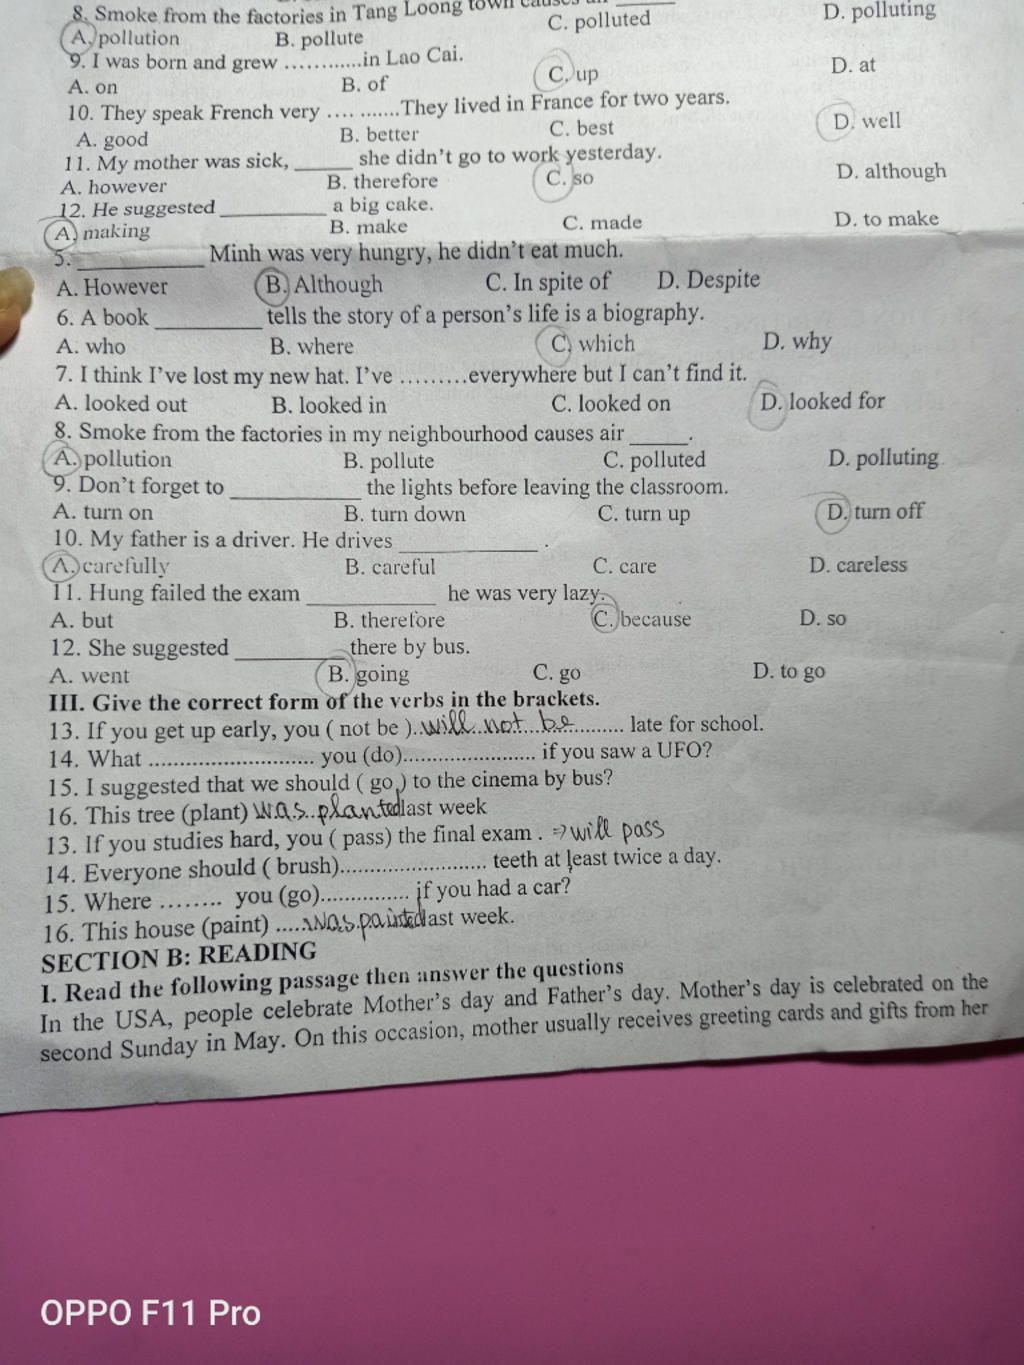 8. Smoke from the factories in Tang Loong town causes air ______
A. pollution B. pollute C. polluted D. polluting
9. I was born and grew ............in Lao Cai.
A. on B. of C. up D. at
10. They speak French very .... .......They lived in France for two years.
A. good B. better C. best D. well
11. My mother was sick, ______ she didn't go to work yesterday.
A. however B. therefore C. so D. although
12. He suggested ___________ a big cake.
A. making B. make C. made D. to make
5. _____________ Minh was very hungry, he didn't eat much.
A. However B. Although C. In spite of D. Despite
6. A book ___________ tells the story of a person's life is a biography.
A. who B. where C. which D. why
7. I think I've lost my new hat. I've .........everywhere but I can't find it.
A. looked out B. looked in C. looked on D. looked for
8. Smoke from the factories in my neighbourhood causes air ______.
A. pollution B. pollute C. polluted D. polluting
9. Don't forget to _____________ the lights before leaving the classroom.
A. turn on B. turn down C. turn up D. turn off
10. My father is a driver. He drives ______________ .
A. carefully B. careful C. care D. careless
11. Hung failed the exam _____________ he was very lazy.
A. but B. therefore C. because D. so
12. She suggested ___________ there by bus.
A. went B. going C. go D. to go
III. Give the correct form of the verbs in the brackets.
13. If you get up early, you ( not be ) will not be ......... late for school.
14. What ............................ you (do)....................... if you saw a UFO?
15. I suggested that we should ( go ) to the cinema by bus?
16. This tree (plant) was planted last week
13. If you studies hard, you ( pass) the final exam . => will pass
14. Everyone should ( brush)......................... teeth at least twice a day.
15. Where ........ you (go)............... if you had a car?
16. This house (paint) ....was painted last week.
SECTION B: READING
I. Read the following passage then answer the questions
In the USA, people celebrate Mother's day and Father's day. Mother's day is celebrated on the
second Sunday in May. On this occasion, mother usually receives greeting cards and gifts from her
OPPO F11 Pro